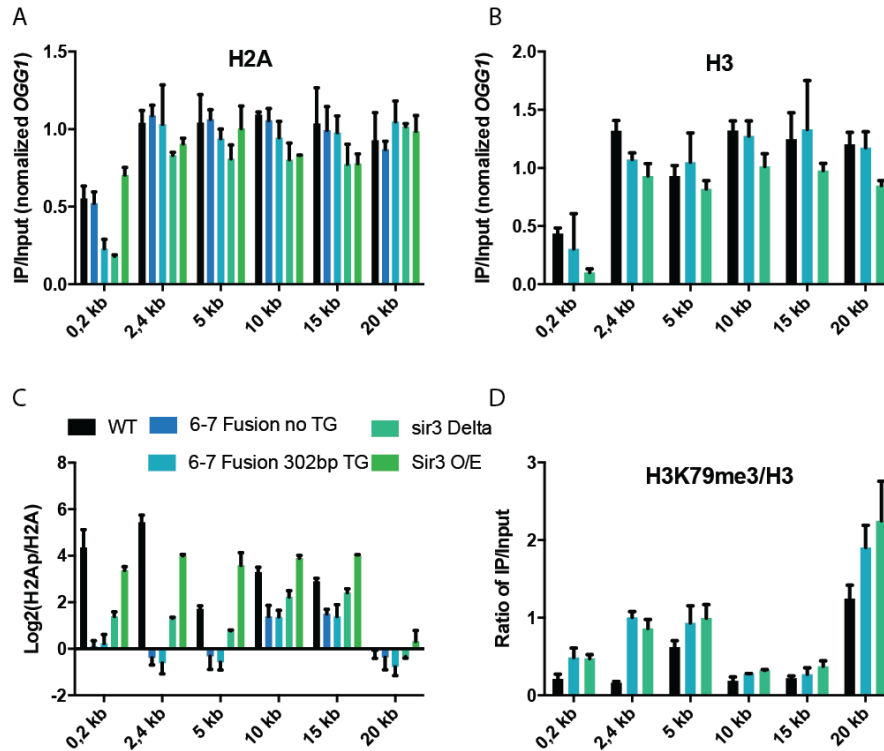 A
H2A
IP/Input (normalized OGG1)
1.5
1.0
0.5
0.0
0,2 kb
2,4 kb
5 kb
10 kb
15 kb
20 kb
B
H3
IP/Input (normalized OGG1)
2.0
1.5
1.0
0.5
0.0
0,2 kb
2,4 kb
5 kb
10 kb
15 kb
20 kb
C
WT
6-7 Fusion no TG
sir3 Delta
6-7 Fusion 302bp TG
Sir3 O/E
Log2(H2Ap/H2A)
8
6
4
2
0
-2
0,2 kb
2,4 kb
5 kb
10 kb
15 kb
20 kb
D
H3K79me3/H3
Ratio of IP/Input
3
2
1
0
0,2 kb
2,4 kb
5 kb
10 kb
15 kb
20 kb